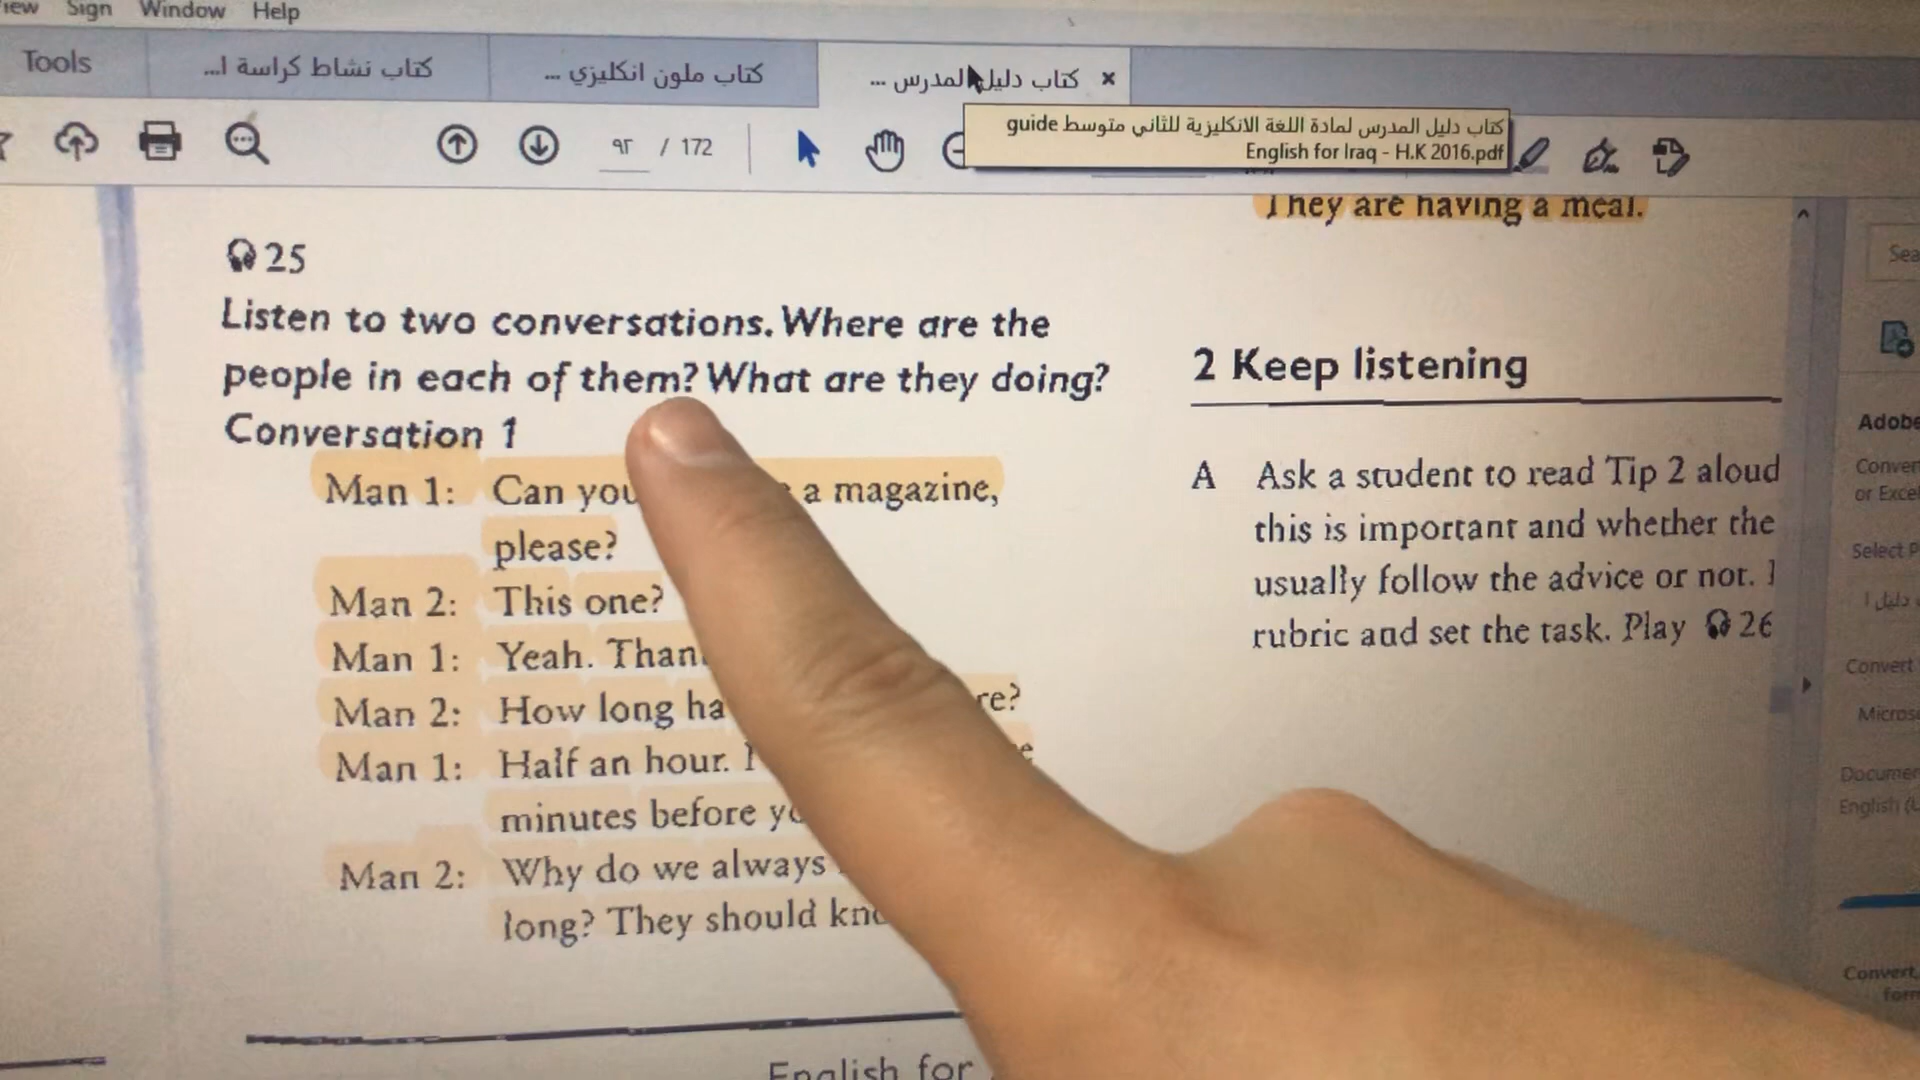 Sign Window Help
Tools
كتاب نشاط كراسة ا...
كتاب ملون انكليزي ...
كتاب دليل المدرس ...
٩٢ / 172
كتاب دليل المدرس لمادة اللغة الانكليزية للثاني متوسط guide
English for Iraq - H.K 2016.pdf
They are having a meal.
25
Listen to two conversations. Where are the
people in each of them? What are they doing?
Conversation 1
Man 1: Can you a magazine,
please?
Man 2: This one?
Man 1: Yeah.
Man 2: How long
Man 1: Half an hour.
minutes before
Man 2: Why do we always
long? They should
English for
2 Keep listening
A Ask a student to read Tip 2 aloud
this is important and whether the
usually follow the advice or not.
rubric and set the task. Play
Adobe
or Excel
Select
Convert
English
Convert